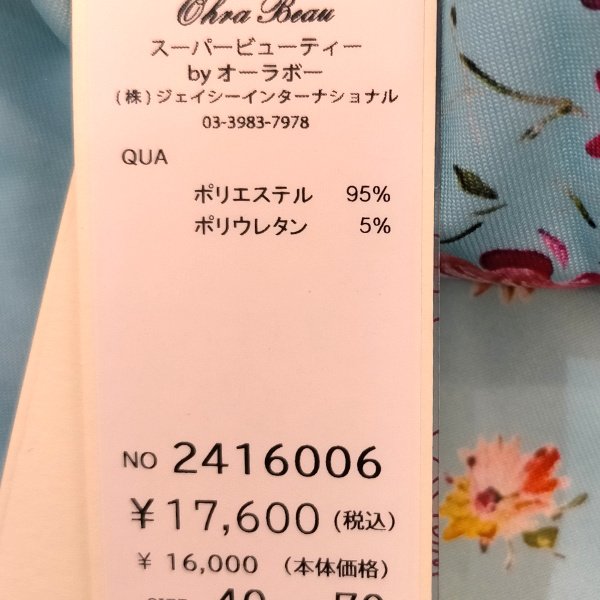 Ohra Beau
スーパービューティー
by オーラボー
(株)ジェイシーインターナショナル
03-3983-7978
QUA
ポリエステル 95%
ポリウレタン 5%
NO 2416006
¥17,600(税込)
¥ 16,000 (本体価格)
40 70